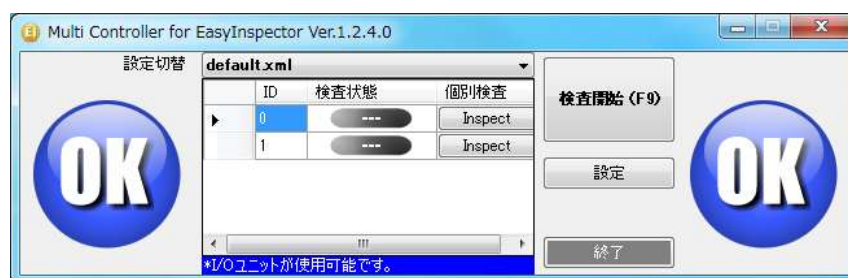 Multi Controller for EasyInspector Ver.1.2.4.0
設定切替 default.xml
ID 検査状態 個別検査
0 --- Inspect
1 --- Inspect
*I/Oユニットが使用可能です。
検査開始(F9)
設定
終了
OK
OK